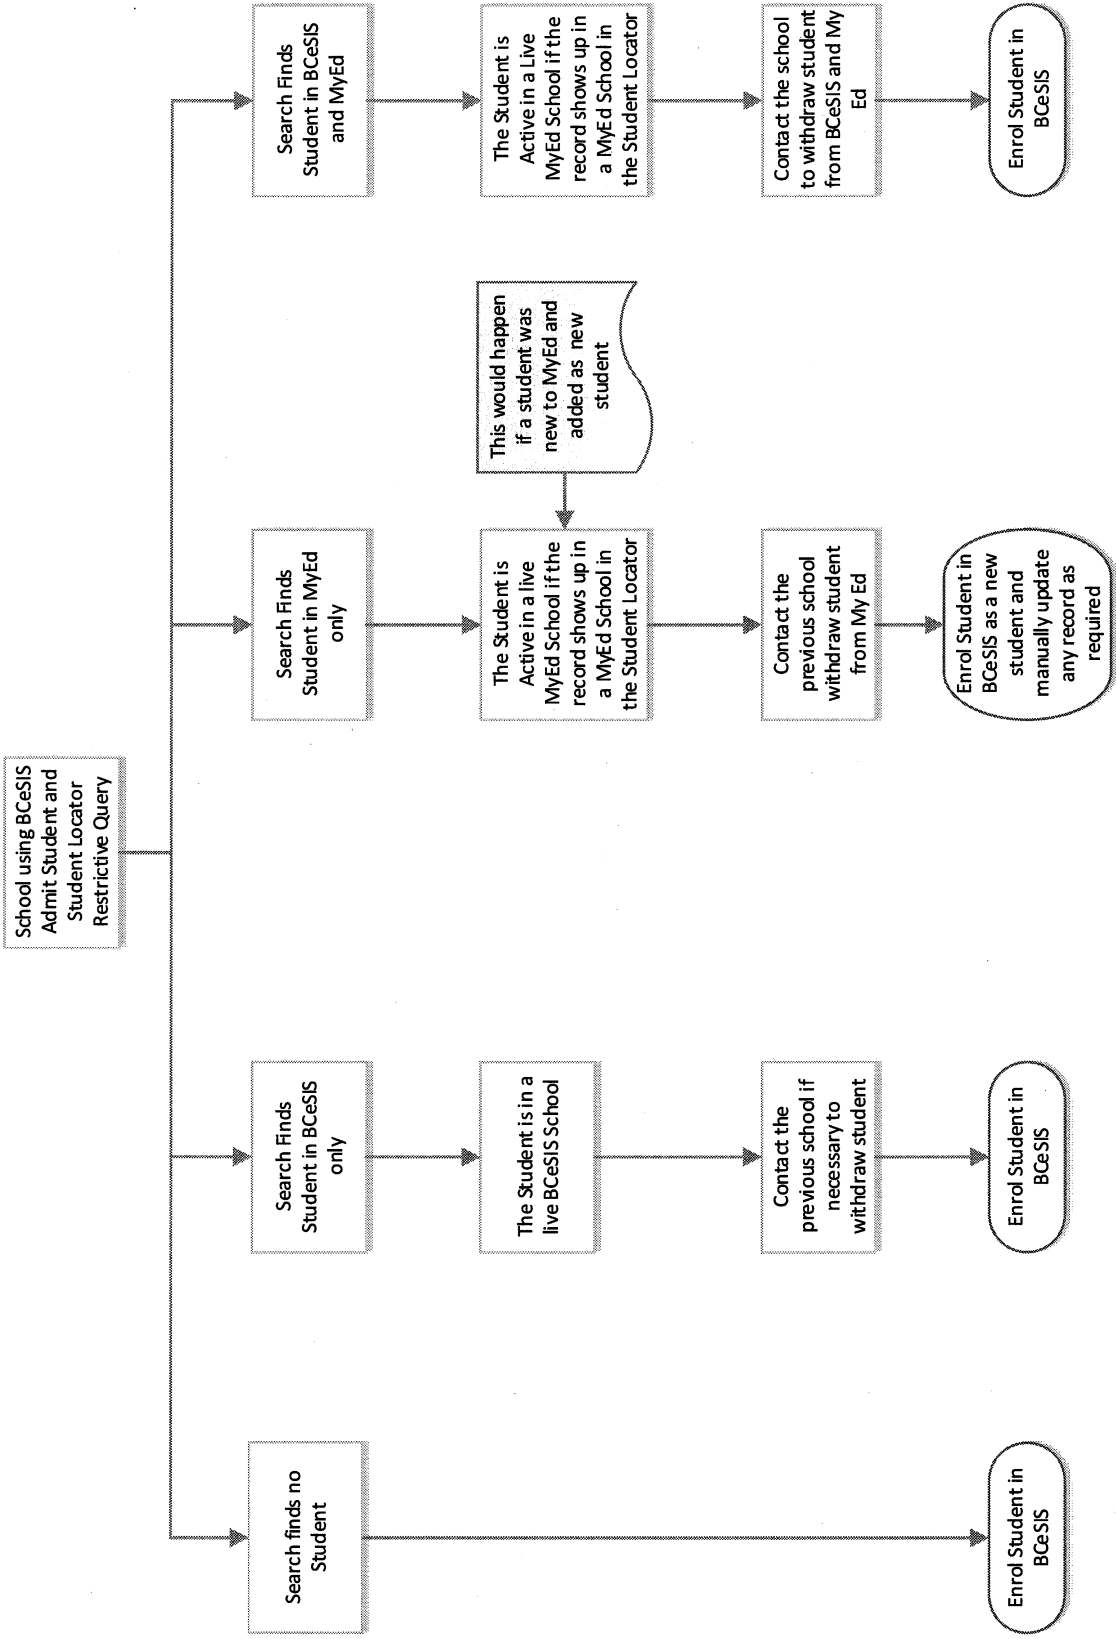 School using BCeSIS
Admit Student and
Student Locator
Restrictive Query
Search finds no
Student
Enrol Student in
BCeSIS
Search Finds
Student in BCeSIS
only
The Student is in a
live BCeSIS School
Contact the
previous school if
necessary to
withdraw student
Enrol Student in
BCeSIS
Search Finds
Student in MyEd
only
The Student is
Active in a live
MyEd School if the
record shows up in
a MyEd School in
the Student Locator
This would happen
if a student was
new to MyEd and
added as new
student
Contact the
previous school
withdraw student
from My Ed
Enrol Student in
BCeSIS as a new
student and
manually update
any record as
required
Search Finds
Student in BCeSIS
and MyEd
The Student is
Active in a Live
MyEd School if the
record shows up in
a MyEd School in
the Student Locator
Contact the school
to withdraw student
from BCeSIS and My
Ed
Enrol Student in
BCeSIS